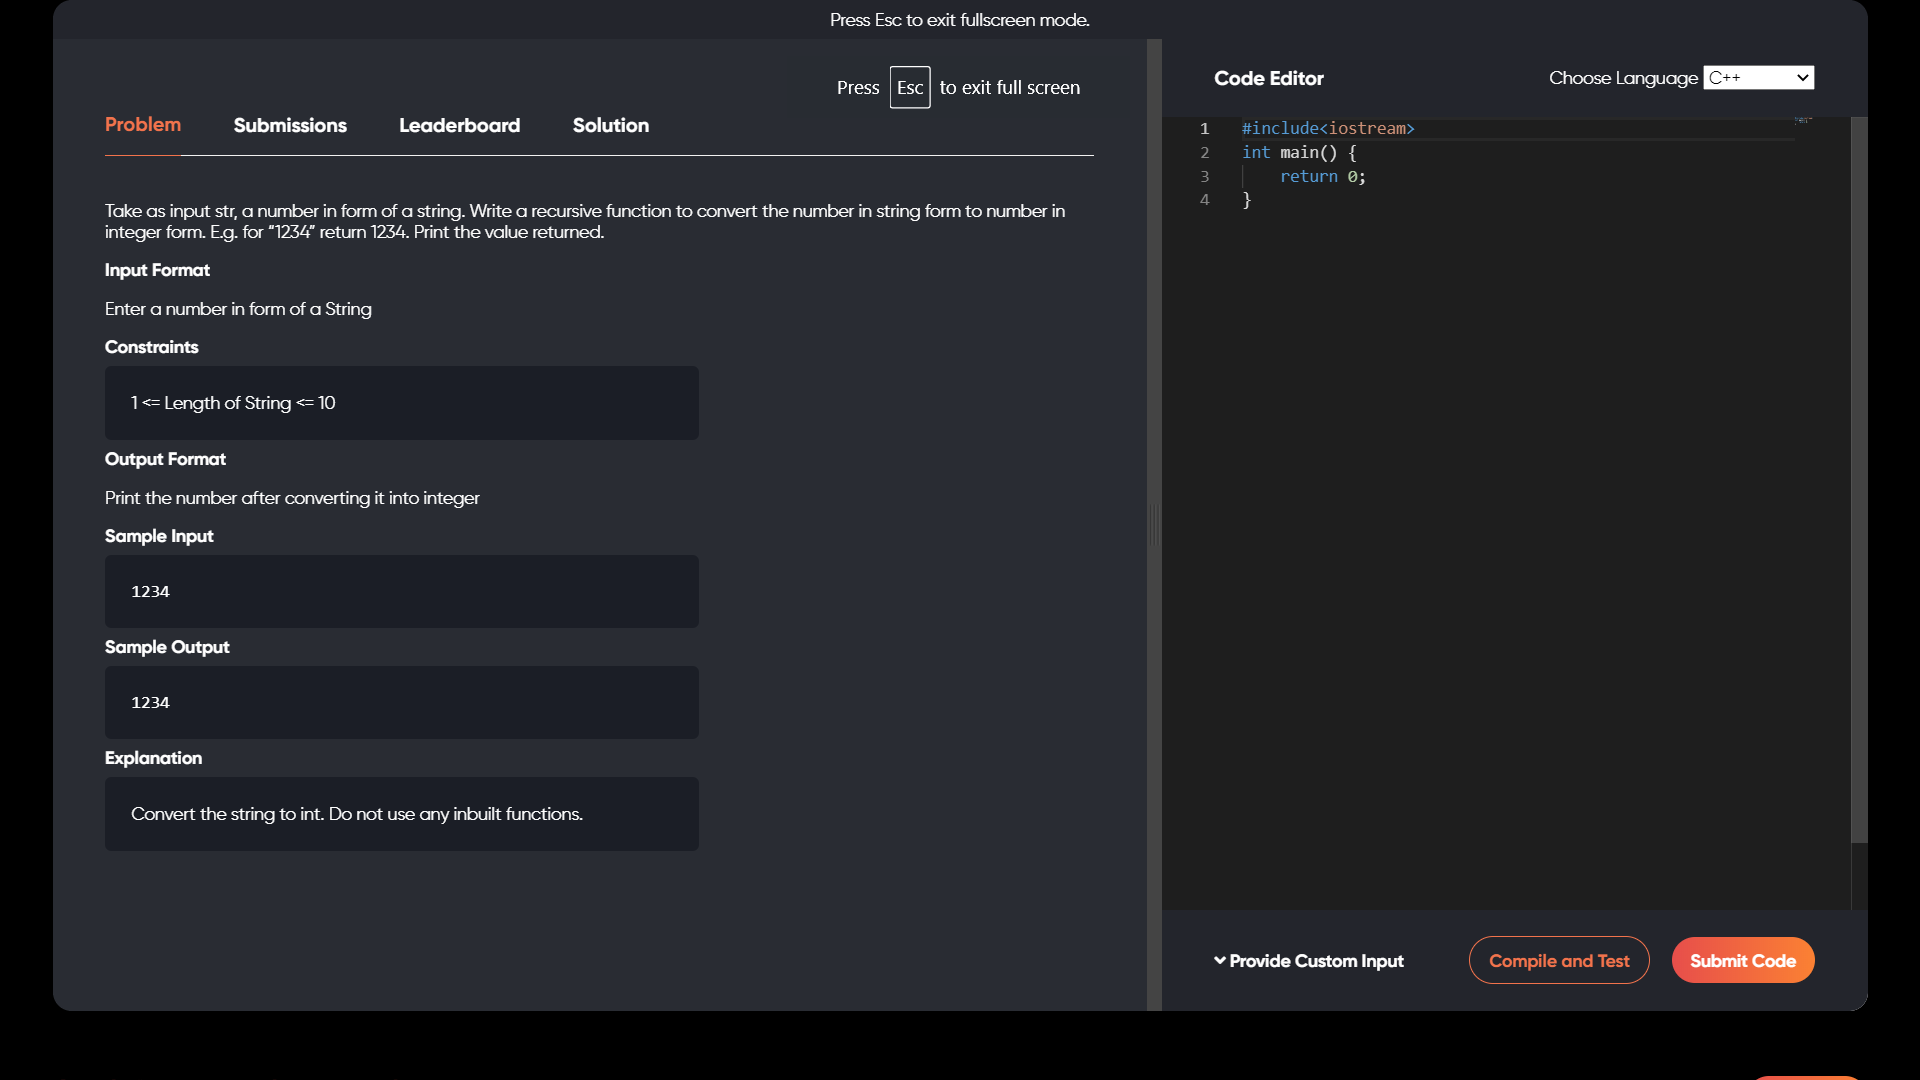 Press Esc to exit fullscreen mode.
Press Esc to exit full screen
Problem Submissions Leaderboard Solution
Take as input str, a number in form of a string. Write a recursive function to convert the number in string form to number in
integer form. E.g. for “1234” return 1234. Print the value returned.
Input Format
Enter a number in form of a String
Constraints
1 <= Length of String <= 10
Output Format
Print the number after converting it into integer
Sample Input
1234
Sample Output
1234
Explanation
Convert the string to int. Do not use any inbuilt functions.
Code Editor
Choose Language C++
1 #include<iostream>
2 int main() {
3     return 0;
4 }
Provide Custom Input
Compile and Test
Submit Code